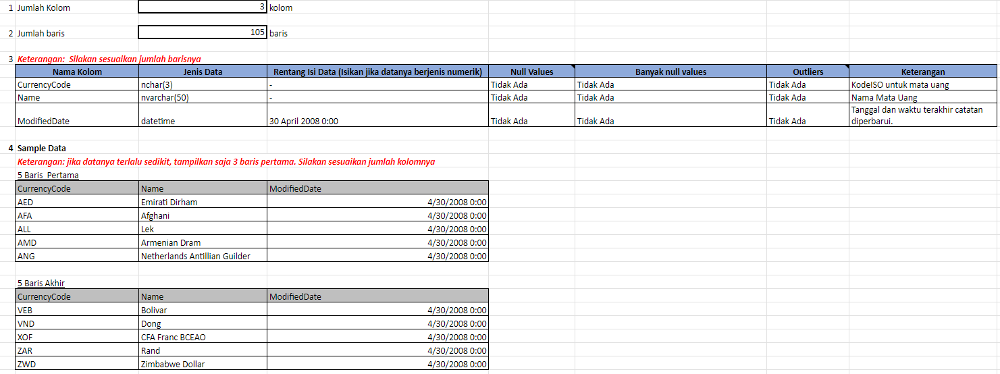 1 Jumlah Kolom 3 kolom
2 Jumlah baris 105 baris
3 Keterangan: Silakan sesuaikan jumlah barisnya
Nama Kolom Jenis Data Rentang Isi Data (Isikan jika datanya berjenis numerik) Null Values Banyak null values Outliers Keterangan
CurrencyCode nchar(3) - Tidak Ada Tidak Ada Tidak Ada KodeISO untuk mata uang
Name nvarchar(50) - Tidak Ada Tidak Ada Tidak Ada Nama Mata Uang
ModifiedDate datetime 30 April 2008 0:00 Tidak Ada Tidak Ada Tidak Ada Tanggal dan waktu terakhir catatan
diperbarui.
4 Sample Data
Keterangan: jika datanya terlalu sedikit, tampilkan saja 3 baris pertama. Silakan sesuaikan jumlah kolomnya
5 Baris Pertama
CurrencyCode Name ModifiedDate
AED Emirati Dirham 4/30/2008 0:00
AFA Afghani 4/30/2008 0:00
ALL Lek 4/30/2008 0:00
AMD Armenian Dram 4/30/2008 0:00
ANG Netherlands Antillian Guilder 4/30/2008 0:00
5 Baris Akhir
CurrencyCode Name ModifiedDate
VEB Bolivar 4/30/2008 0:00
VND Dong 4/30/2008 0:00
XOF CFA Franc BCEAO 4/30/2008 0:00
ZAR Rand 4/30/2008 0:00
ZWD Zimbabwe Dollar 4/30/2008 0:00